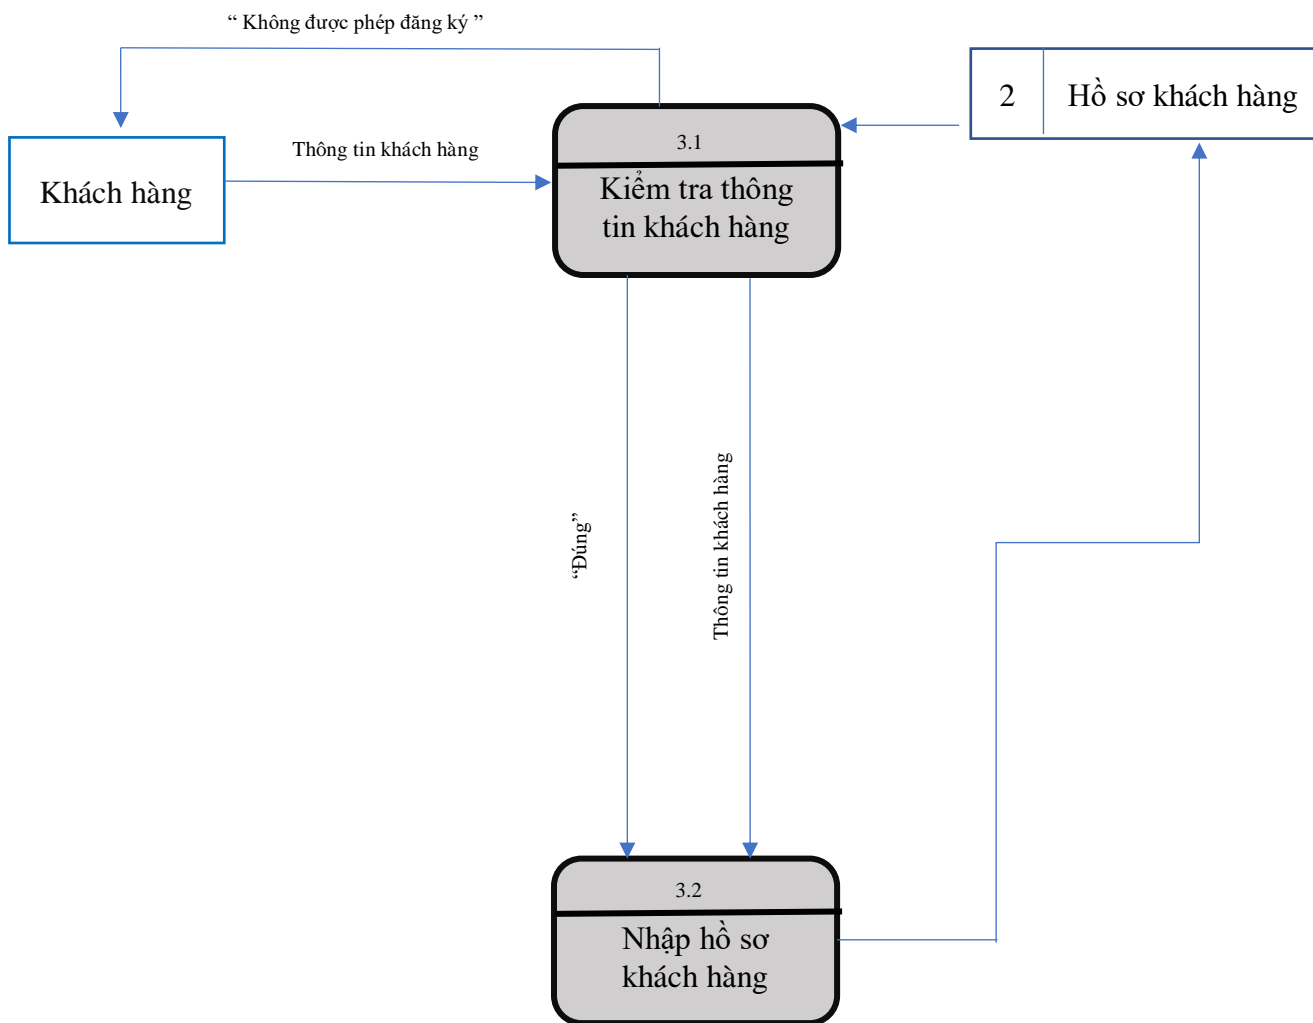 “ Không được phép đăng ký ”
2
Hồ sơ khách hàng
3.1
Thông tin khách hàng
Khách hàng
Kiểm tra thông
tin khách hàng
“Đúng”
Thông tin khách hàng
3.2
Nhập hồ sơ
khách hàng